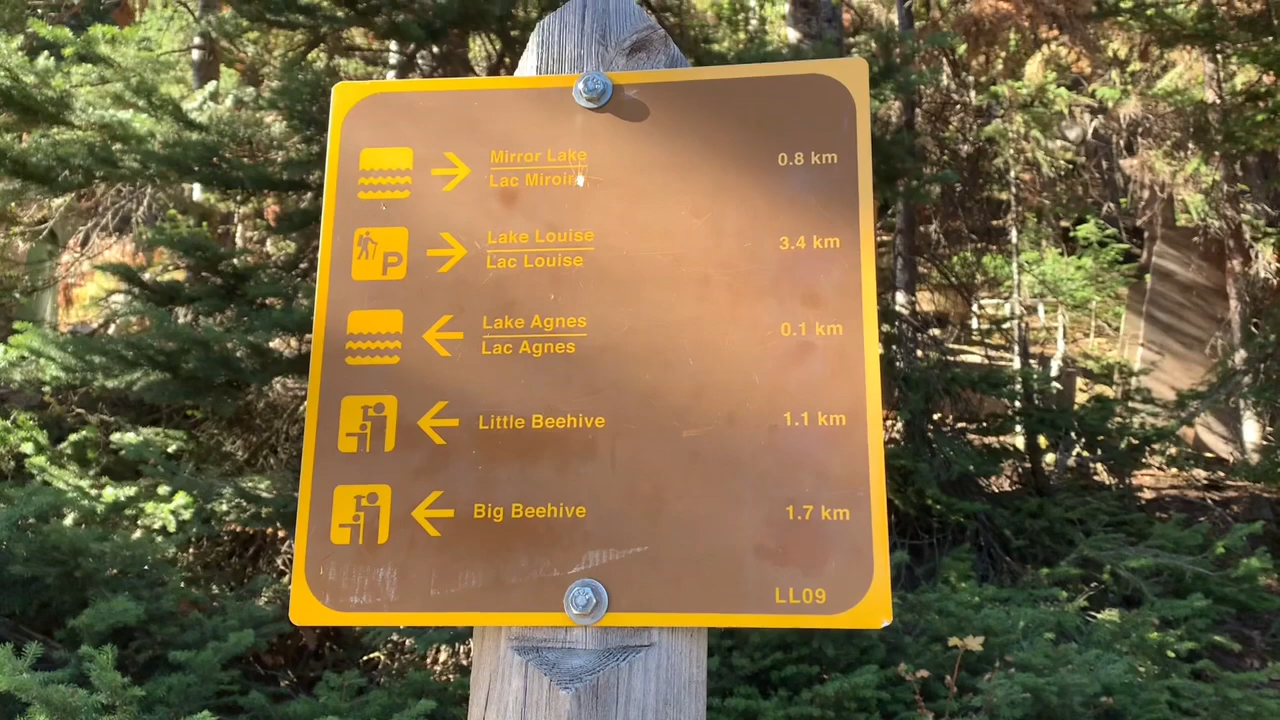 Mirror Lake 0.8 km
Lac Miroir
P Lake Louise 3.4 km
Lac Louise
Lake Agnes 0.1 km
Lac Agnes
Little Beehive 1.1 km
Big Beehive 1.7 km
LL09